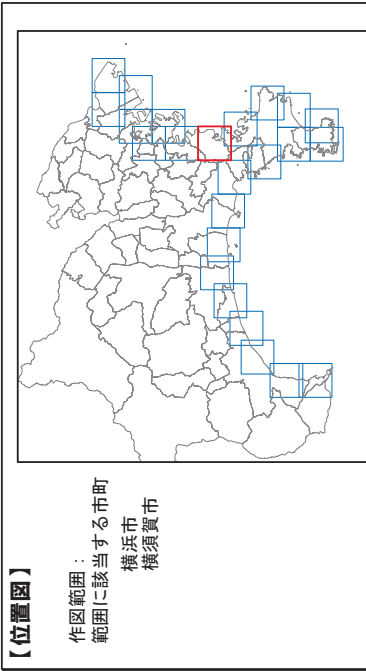 【位置図】
作図範囲：
範囲に該当する市町
横浜市
横須賀市